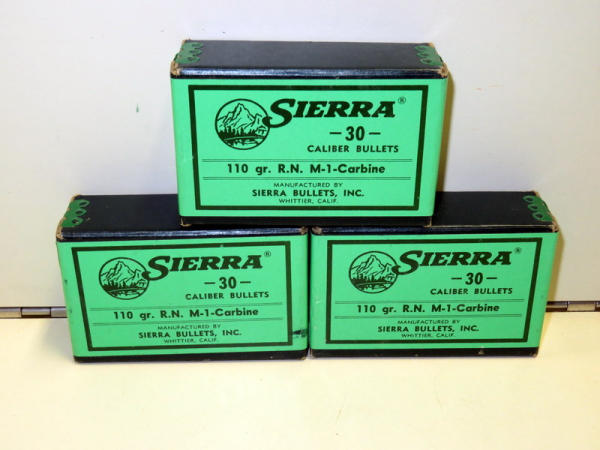 SIERRA®
—30—
CALIBER BULLETS
110 gr. R.N. M-1-Carbine
MANUFACTURED BY
SIERRA BULLETS, INC.
WHITTIER, CALIF.
SIERRA®
—30—
CALIBER BULLETS
110 gr. R.N. M-1-Carbine
MANUFACTURED BY
SIERRA BULLETS, INC.
WHITTIER, CALIF.
SIERRA®
—30—
CALIBER BULLETS
110 gr. R.N. M-1-Carbine
MANUFACTURED BY
SIERRA BULLETS, INC.
WHITTIER, CALIF.